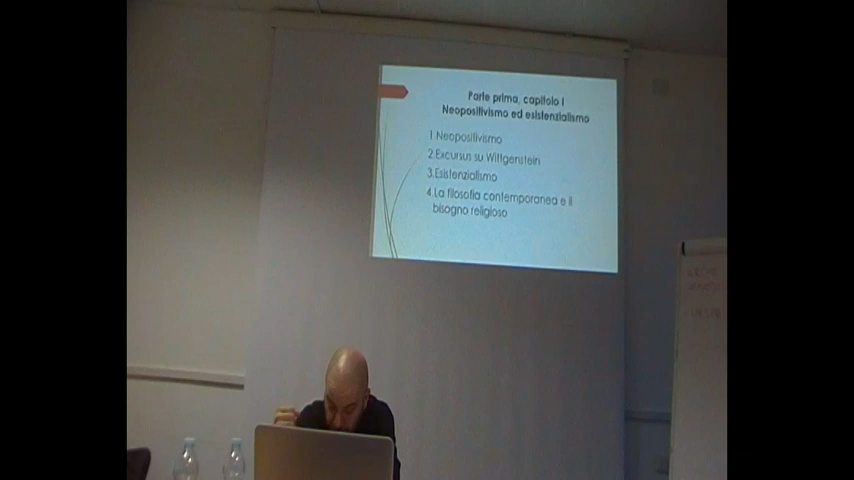 Parte prima, capitolo I
Neopositivismo ed esistenzialismo
1 Neopositivismo
2.Excursus su Wittgenstein
3.Esistenzialismo
4.La filosofia contemporanea e il
bisogno religioso